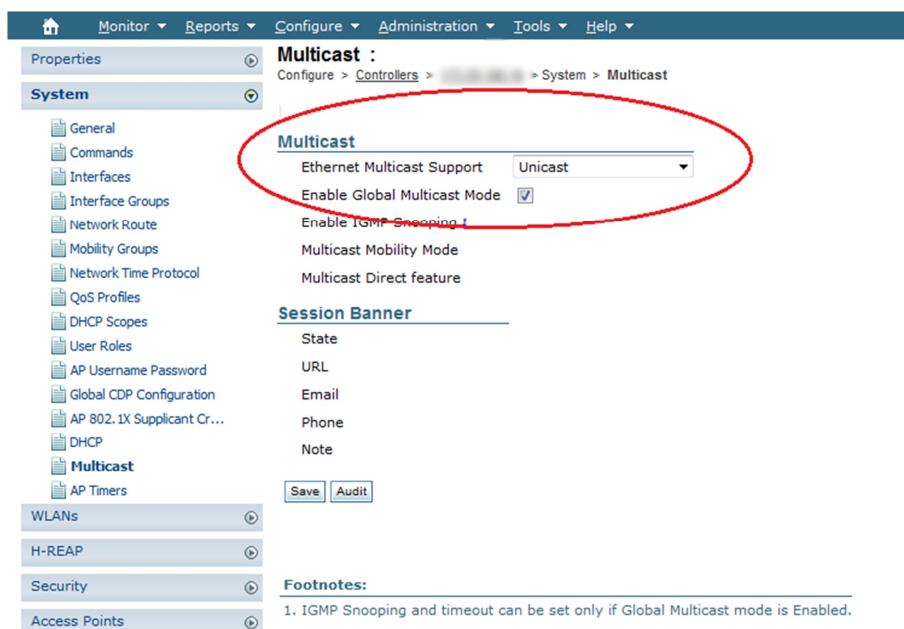 Monitor Reports Configure Administration Tools Help
Properties
System
General
Commands
Interfaces
Interface Groups
Network Route
Mobility Groups
Network Time Protocol
QoS Profiles
DHCP Scopes
User Roles
AP Username Password
Global CDP Configuration
AP 802.1X Supplicant Cr...
DHCP
Multicast
AP Timers
WLANs
H-REAP
Security
Access Points
Multicast :
Configure > Controllers > > System > Multicast
Multicast
Ethernet Multicast Support Unicast
Enable Global Multicast Mode
Enable IGMP Snooping 1
Multicast Mobility Mode
Multicast Direct feature
Session Banner
State
URL
Email
Phone
Note
Save Audit
Footnotes:
1. IGMP Snooping and timeout can be set only if Global Multicast mode is Enabled.